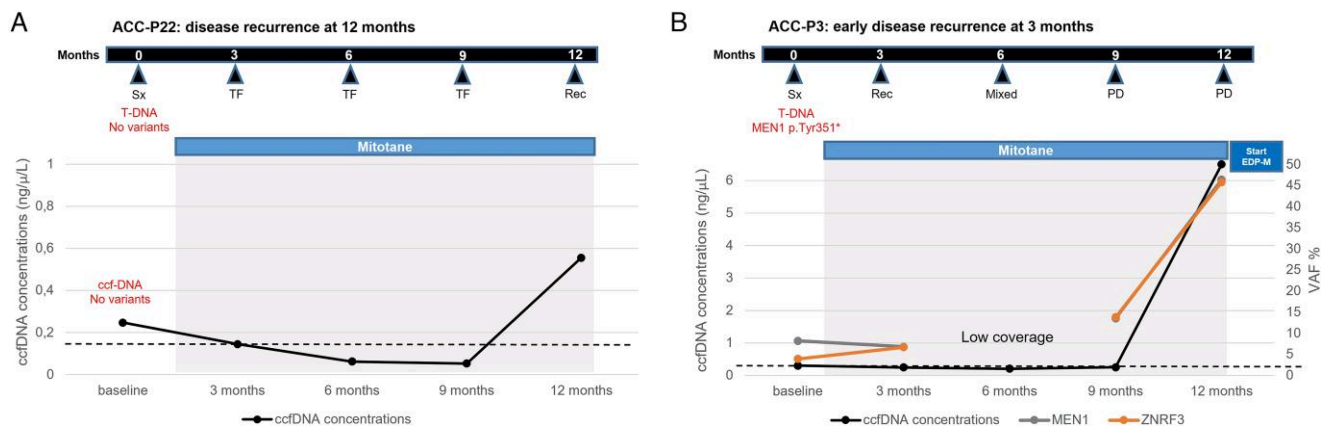 A
ACC-P22: disease recurrence at 12 months
Months 0 3 6 9 12
Sx TF TF TF Rec
T-DNA
No variants
Mitotane
ccfDNA concentrations (ng/µ/L)
1
0,8
0,6
0,4
0,2
0
ccf-DNA
No variants
baseline 3 months 6 months 9 months 12 months
ccfDNA concentrations
B
ACC-P3: early disease recurrence at 3 months
Months 0 3 6 9 12
Sx Rec Mixed PD PD
T-DNA
MEN1 p.Tyr351*
Mitotane
Start
EDP-M
ccfDNA concentrations (ng/µL)
6
5
4
3
2
1
0
50
45
40
35
30
25
20
15
10
5
0
VAF %
Low coverage
baseline 3 months 6 months 9 months 12 months
ccfDNA concentrations MEN1 ZNRF3